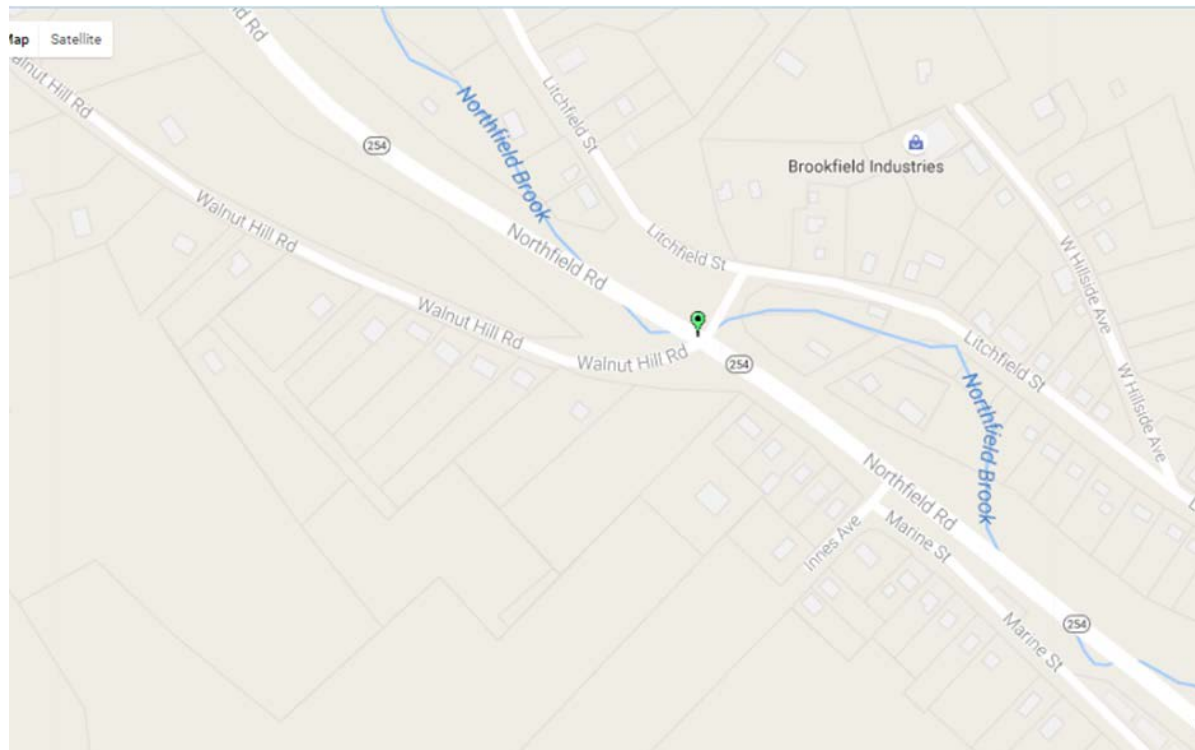 Map Satellite
Northfield Brook
Litchfield St
Walnut Hill Rd
254
Brookfield Industries
Walnut Hill Rd
Northfield Rd
Litchfield St
W Hillside Ave
Walnut Hill Rd
Walnut Hill Rd
254
Litchfield St
Northfield Brook
W Hillside Ave
Northfield Rd
Innes Ave
Marine St
254
Marine St